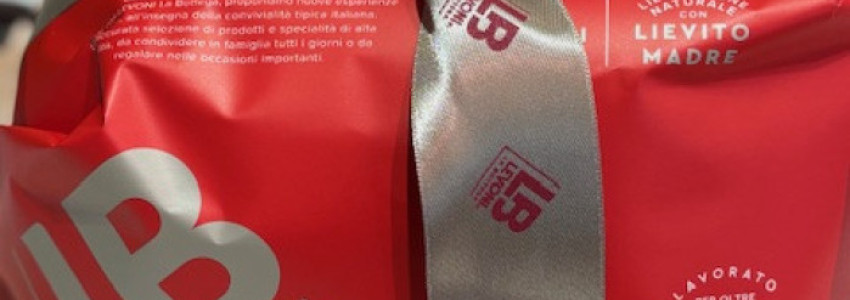 LEVONI La Bottega, proponiamo nuove esperienze
all'insegna della convivialità tipica italiana.
accurata selezione di prodotti e specialità di alta
da condividere in famiglia tutti i giorni o da
regalare nelle occasioni importanti.
LB
NATURALE
CON
LIEVITO
MADRE
LB
LEVONI
LB
LAVORATO
PER OLTRE